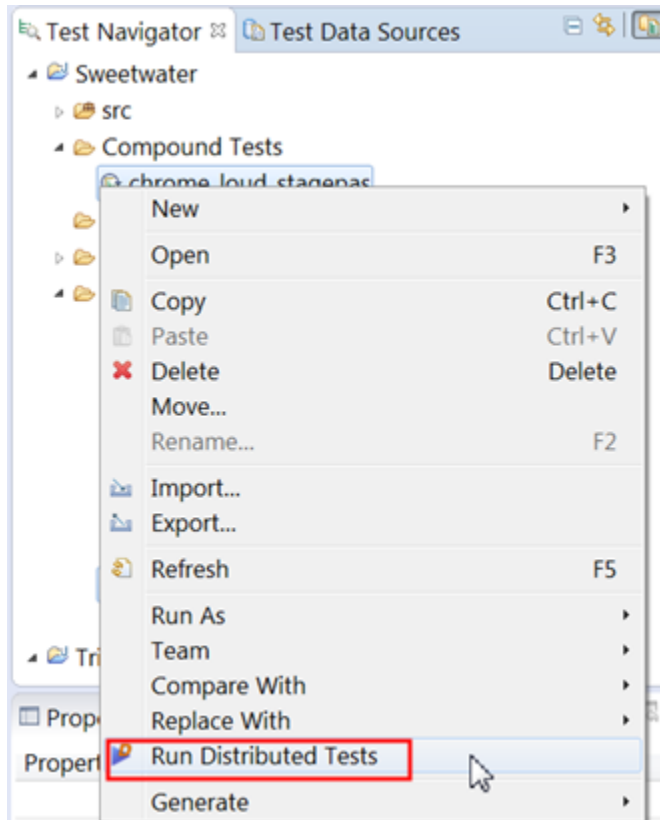 Test Navigator Test Data Sources
Sweetwater
src
Compound Tests
chrome_loud_stagepas
New
Open F3
Copy Ctrl+C
Paste Ctrl+V
Delete Delete
Move...
Rename... F2
Import...
Export...
Refresh F5
Run As
Team
Tri
Compare With
Replace With
Prop
Run Distributed Tests
Propert
Generate